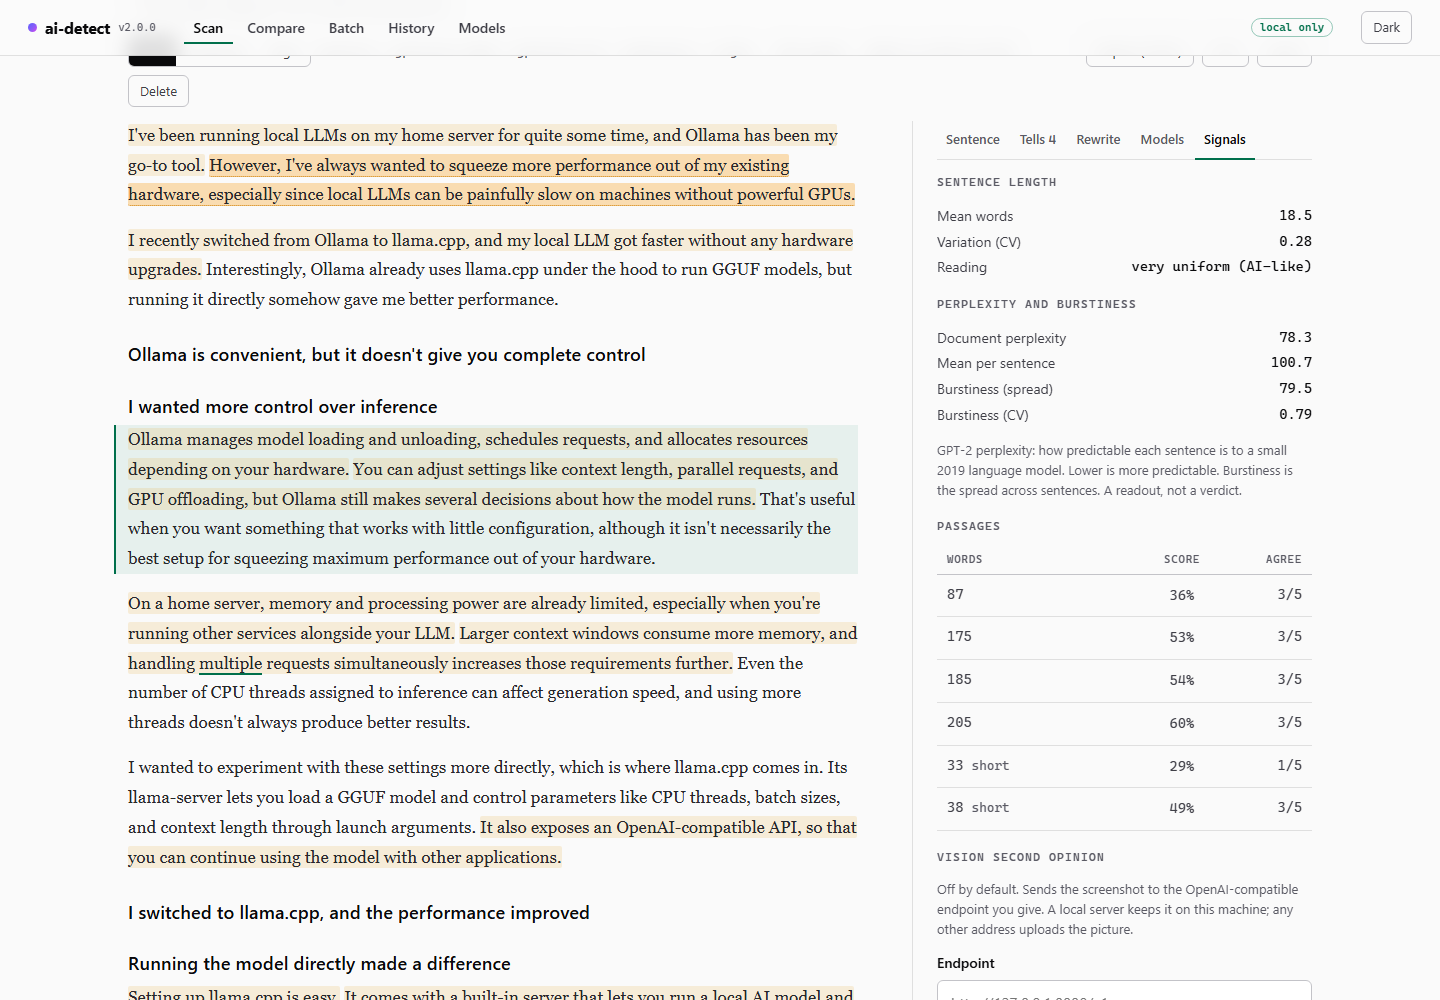 ai-detect v2.0.0 Scan Compare Batch History Models local only Dark
Delete
I've been running local LLMs on my home server for quite some time, and Ollama has been my
go-to tool. However, I've always wanted to squeeze more performance out of my existing
hardware, especially since local LLMs can be painfully slow on machines without powerful GPUs.
I recently switched from Ollama to llama.cpp, and my local LLM got faster without any hardware
upgrades. Interestingly, Ollama already uses llama.cpp under the hood to run GGUF models, but
running it directly somehow gave me better performance.
Ollama is convenient, but it doesn't give you complete control
I wanted more control over inference
Ollama manages model loading and unloading, schedules requests, and allocates resources
depending on your hardware. You can adjust settings like context length, parallel requests, and
GPU offloading, but Ollama still makes several decisions about how the model runs. That's useful
when you want something that works with little configuration, although it isn't necessarily the
best setup for squeezing maximum performance out of your hardware.
On a home server, memory and processing power are already limited, especially when you're
running other services alongside your LLM. Larger context windows consume more memory, and
handling multiple requests simultaneously increases those requirements further. Even the
number of CPU threads assigned to inference can affect generation speed, and using more
threads doesn't always produce better results.
I wanted to experiment with these settings more directly, which is where llama.cpp comes in. Its
llama-server lets you load a GGUF model and control parameters like CPU threads, batch sizes,
and context length through launch arguments. It also exposes an OpenAI-compatible API, so that
you can continue using the model with other applications.
I switched to llama.cpp, and the performance improved
Running the model directly made a difference
Setting up llama.cpp is easy. It comes with a built-in server that lets you run a local AI model and
Sentence Tells 4 Rewrite Models Signals
SENTENCE LENGTH
Mean words 18.5
Variation (CV) 0.28
Reading very uniform (AI-like)
PERPLEXITY AND BURSTINESS
Document perplexity 78.3
Mean per sentence 100.7
Burstiness (spread) 79.5
Burstiness (CV) 0.79
GPT-2 perplexity: how predictable each sentence is to a small
2019 language model. Lower is more predictable. Burstiness is
the spread across sentences. A readout, not a verdict.
PASSAGES
WORDS SCORE AGREE
87 36% 3/5
175 53% 3/5
185 54% 3/5
205 60% 3/5
33 short 29% 1/5
38 short 49% 3/5
VISION SECOND OPINION
Off by default. Sends the screenshot to the OpenAI-compatible
endpoint you give. A local server keeps it on this machine; any
other address uploads the picture.
Endpoint